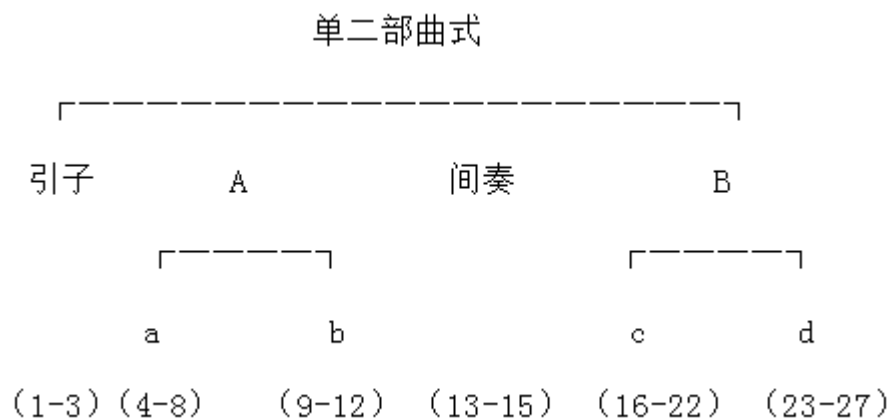 单二部曲式
引子 A 间奏 B
a b c d
(1-3) (4-8) (9-12) (13-15) (16-22) (23-27)